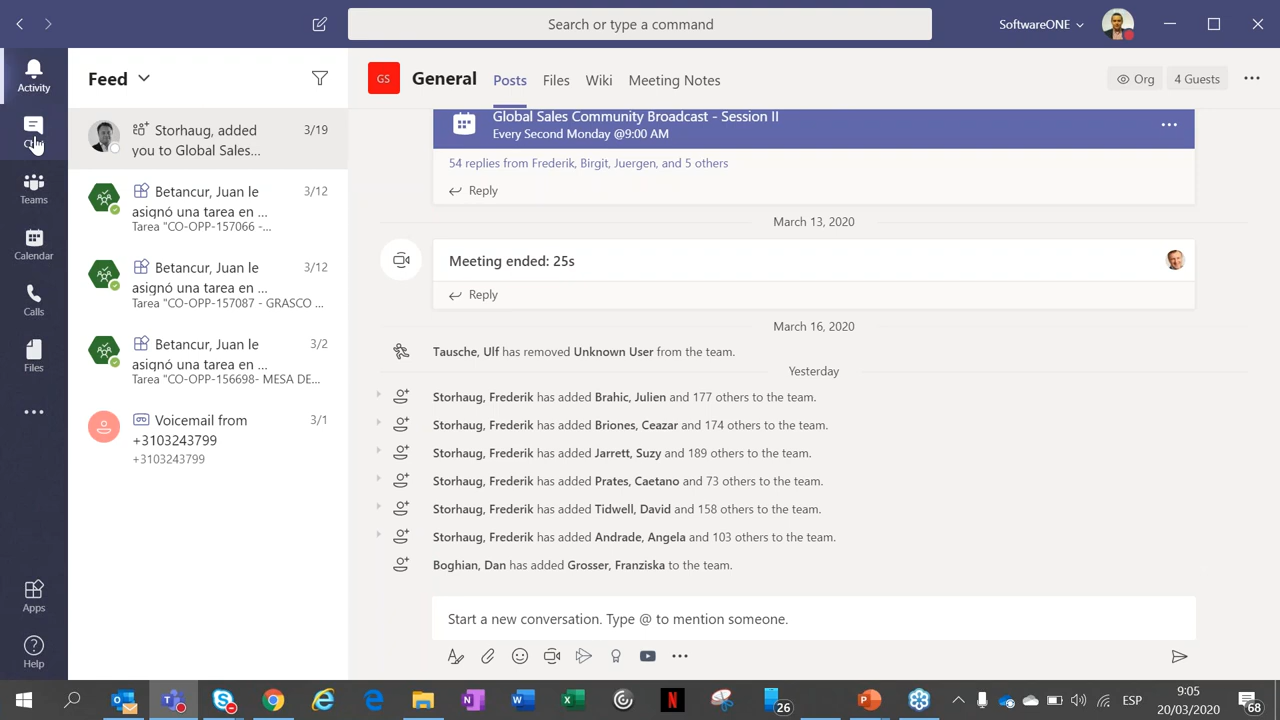 Search or type a command
SoftwareONE
Activity
Teams
Calendar
Calls
Files
Apps
Help
Feed
Storhaug, added 3/19
you to Global Sales...
Betancur, Juan le 3/12
asignó una tarea en ...
Tarea "CO-OPP-157066 -...
Betancur, Juan le 3/12
asignó una tarea en ...
Tarea "CO-OPP-157087 - GRASCO ...
Betancur, Juan le 3/2
asignó una tarea en ...
Tarea "CO-OPP-156698- MESA DE...
Voicemail from 3/1
+3103243799
+3103243799
GS General Posts Files Wiki Meeting Notes Org 4 Guests
Global Sales Community Broadcast - Session II
Every Second Monday @9:00 AM
54 replies from Frederik, Birgit, Juergen, and 5 others
Reply
March 13, 2020
Meeting ended: 25s
Reply
March 16, 2020
Tausche, Ulf has removed Unknown User from the team.
Yesterday
Storhaug, Frederik has added Brahic, Julien and 177 others to the team.
Storhaug, Frederik has added Briones, Ceazar and 174 others to the team.
Storhaug, Frederik has added Jarrett, Suzy and 189 others to the team.
Storhaug, Frederik has added Prates, Caetano and 73 others to the team.
Storhaug, Frederik has added Tidwell, David and 158 others to the team.
Storhaug, Frederik has added Andrade, Angela and 103 others to the team.
Boghian, Dan has added Grosser, Franziska to the team.
Start a new conversation. Type @ to mention someone.
26
ESP
9:05
20/03/2020
68